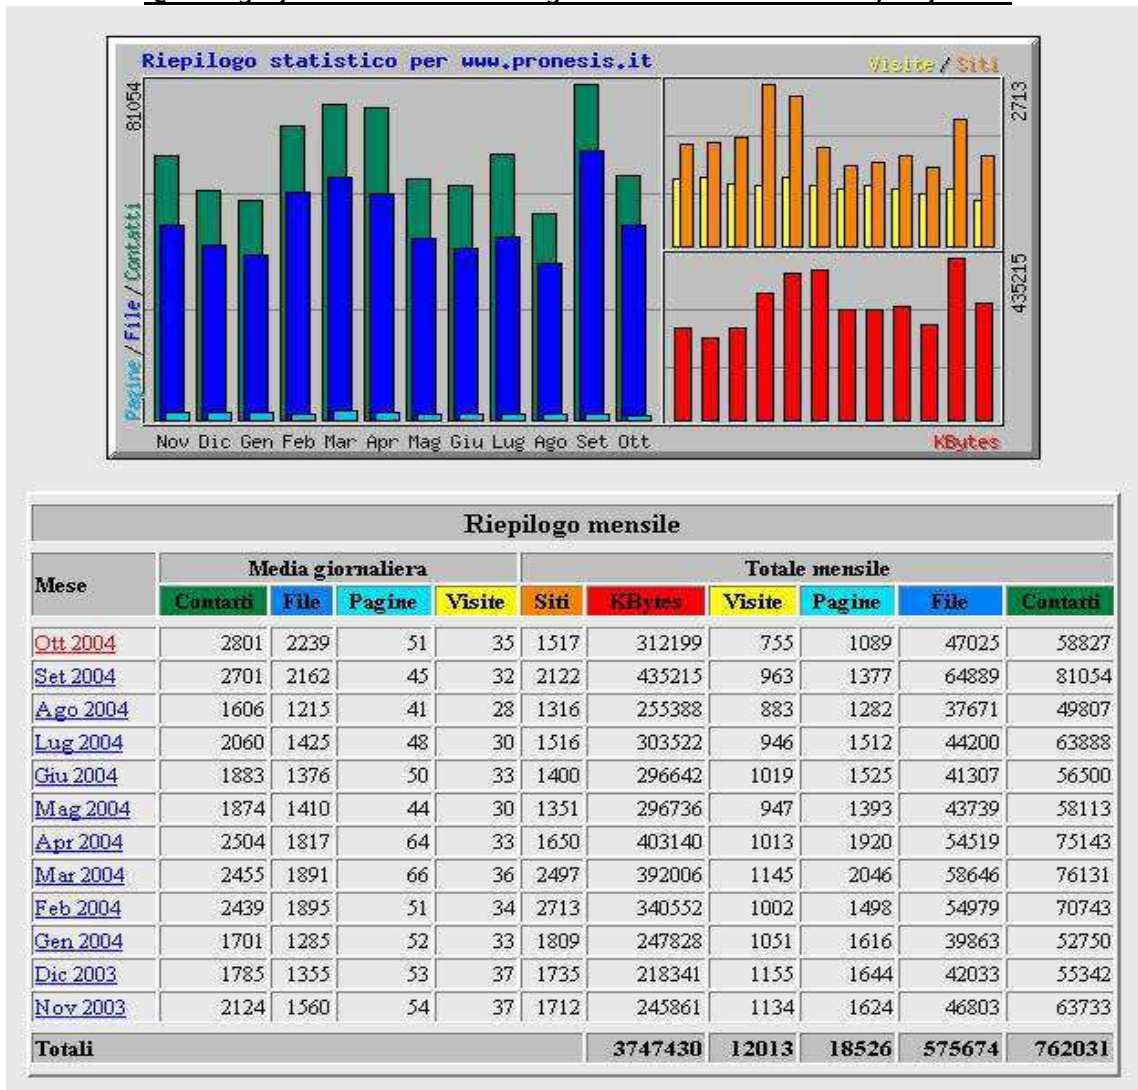 Riepilogo statistico per www.pronesis.it
Visite / Siti
81054
2713
Pagine / File / Contatti
435215
Nov Dic Gen Feb Mar Apr Mag Giu Lug Ago Set Ott
KBytes
Riepilogo mensile
Mese Media giornaliera Totale mensile
Contatti File Pagine Visite Siti KBytes Visite Pagine File Contatti
Ott 2004 2801 2239 51 35 1517 312199 755 1089 47025 58827
Set 2004 2701 2162 45 32 2122 435215 963 1377 64889 81054
Ago 2004 1606 1215 41 28 1316 255388 883 1282 37671 49807
Lug 2004 2060 1425 48 30 1516 303522 946 1512 44200 63888
Giu 2004 1883 1376 50 33 1400 296642 1019 1525 41307 56500
Mag 2004 1874 1410 44 30 1351 296736 947 1393 43739 58113
Apr 2004 2504 1817 64 33 1650 403140 1013 1920 54519 75143
Mar 2004 2455 1891 66 36 2497 392006 1145 2046 58646 76131
Feb 2004 2439 1895 51 34 2713 340552 1002 1498 54979 70743
Gen 2004 1701 1285 52 33 1809 247828 1051 1616 39863 52750
Dic 2003 1785 1355 53 37 1735 218341 1155 1644 42033 55342
Nov 2003 2124 1560 54 37 1712 245861 1134 1624 46803 63733
Totali 3747430 12013 18526 575674 762031